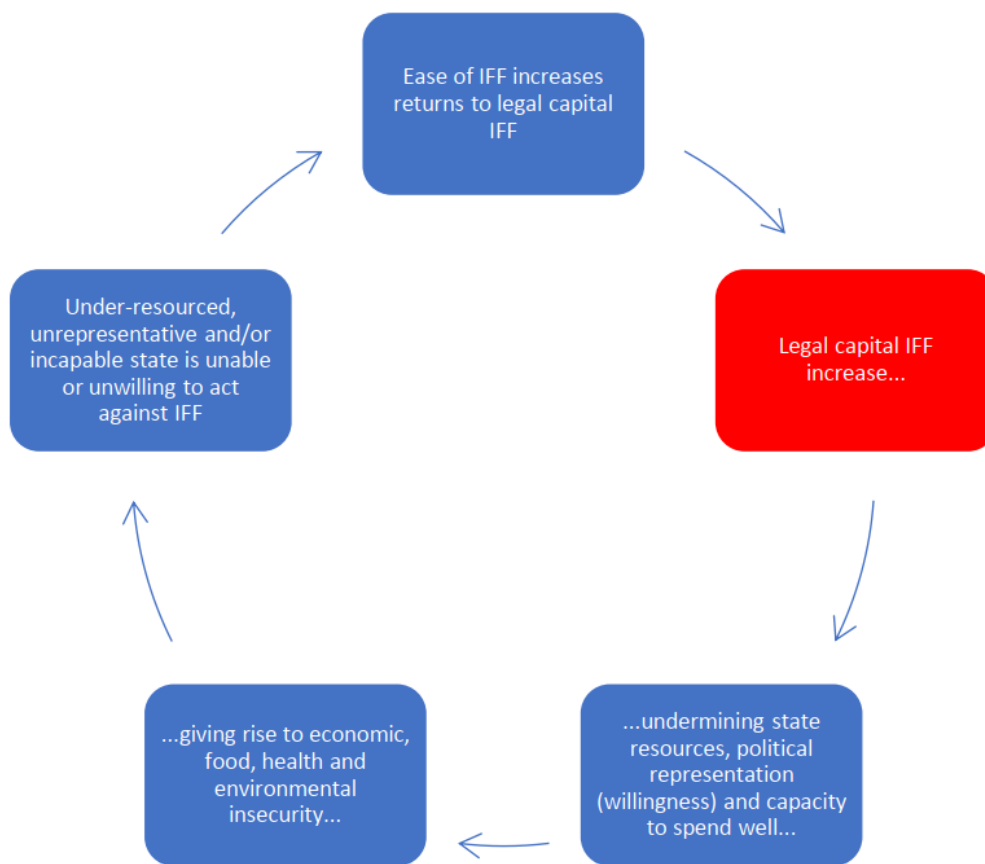 Ease of IFF increases
returns to legal capital
IFF
Legal capital IFF
increase...
...undermining state
resources, political
representation
(willingness) and capacity
to spend well...
...giving rise to economic,
food, health and
environmental
insecurity...
Under-resourced,
unrepresentative and/or
incapable state is unable
or unwilling to act
against IFF